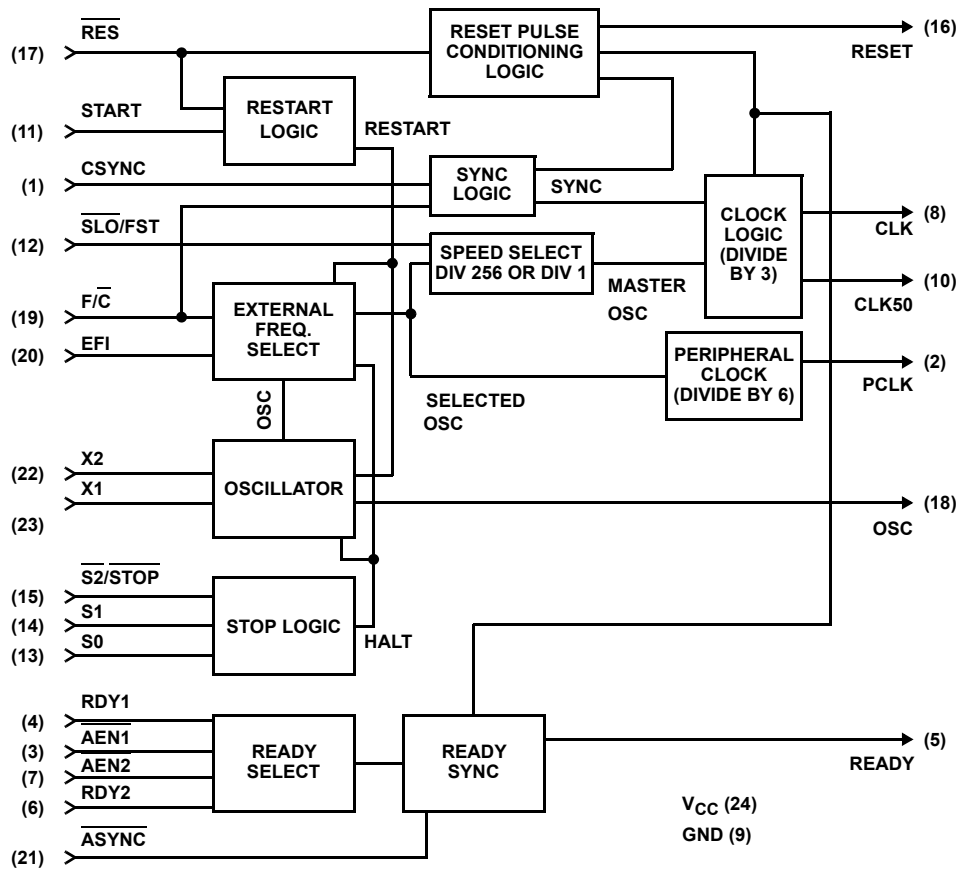 RES
(17)
START
(11)
CSYNC
(1)
SLO/FST
(12)
F/C
(19)
EFI
(20)
X2
(22)
X1
(23)
S2/STOP
(15)
S1
(14)
S0
(13)
RDY1
(4)
AEN1
(3)
AEN2
(7)
RDY2
(6)
ASYNC
(21)
RESET PULSE
CONDITIONING
LOGIC
RESTART
LOGIC
RESTART
SYNC
LOGIC
SYNC
SPEED SELECT
DIV 256 OR DIV 1
MASTER
OSC
CLOCK
LOGIC
(DIVIDE
BY 3)
EXTERNAL
FREQ.
SELECT
PERIPHERAL
CLOCK
(DIVIDE BY 6)
SELECTED
OSC
OSC
OSCILLATOR
STOP LOGIC
HALT
READY
SELECT
READY
SYNC
(16)
RESET
(8)
CLK
(10)
CLK50
(2)
PCLK
(18)
OSC
(5)
READY
VCC (24)
GND (9)